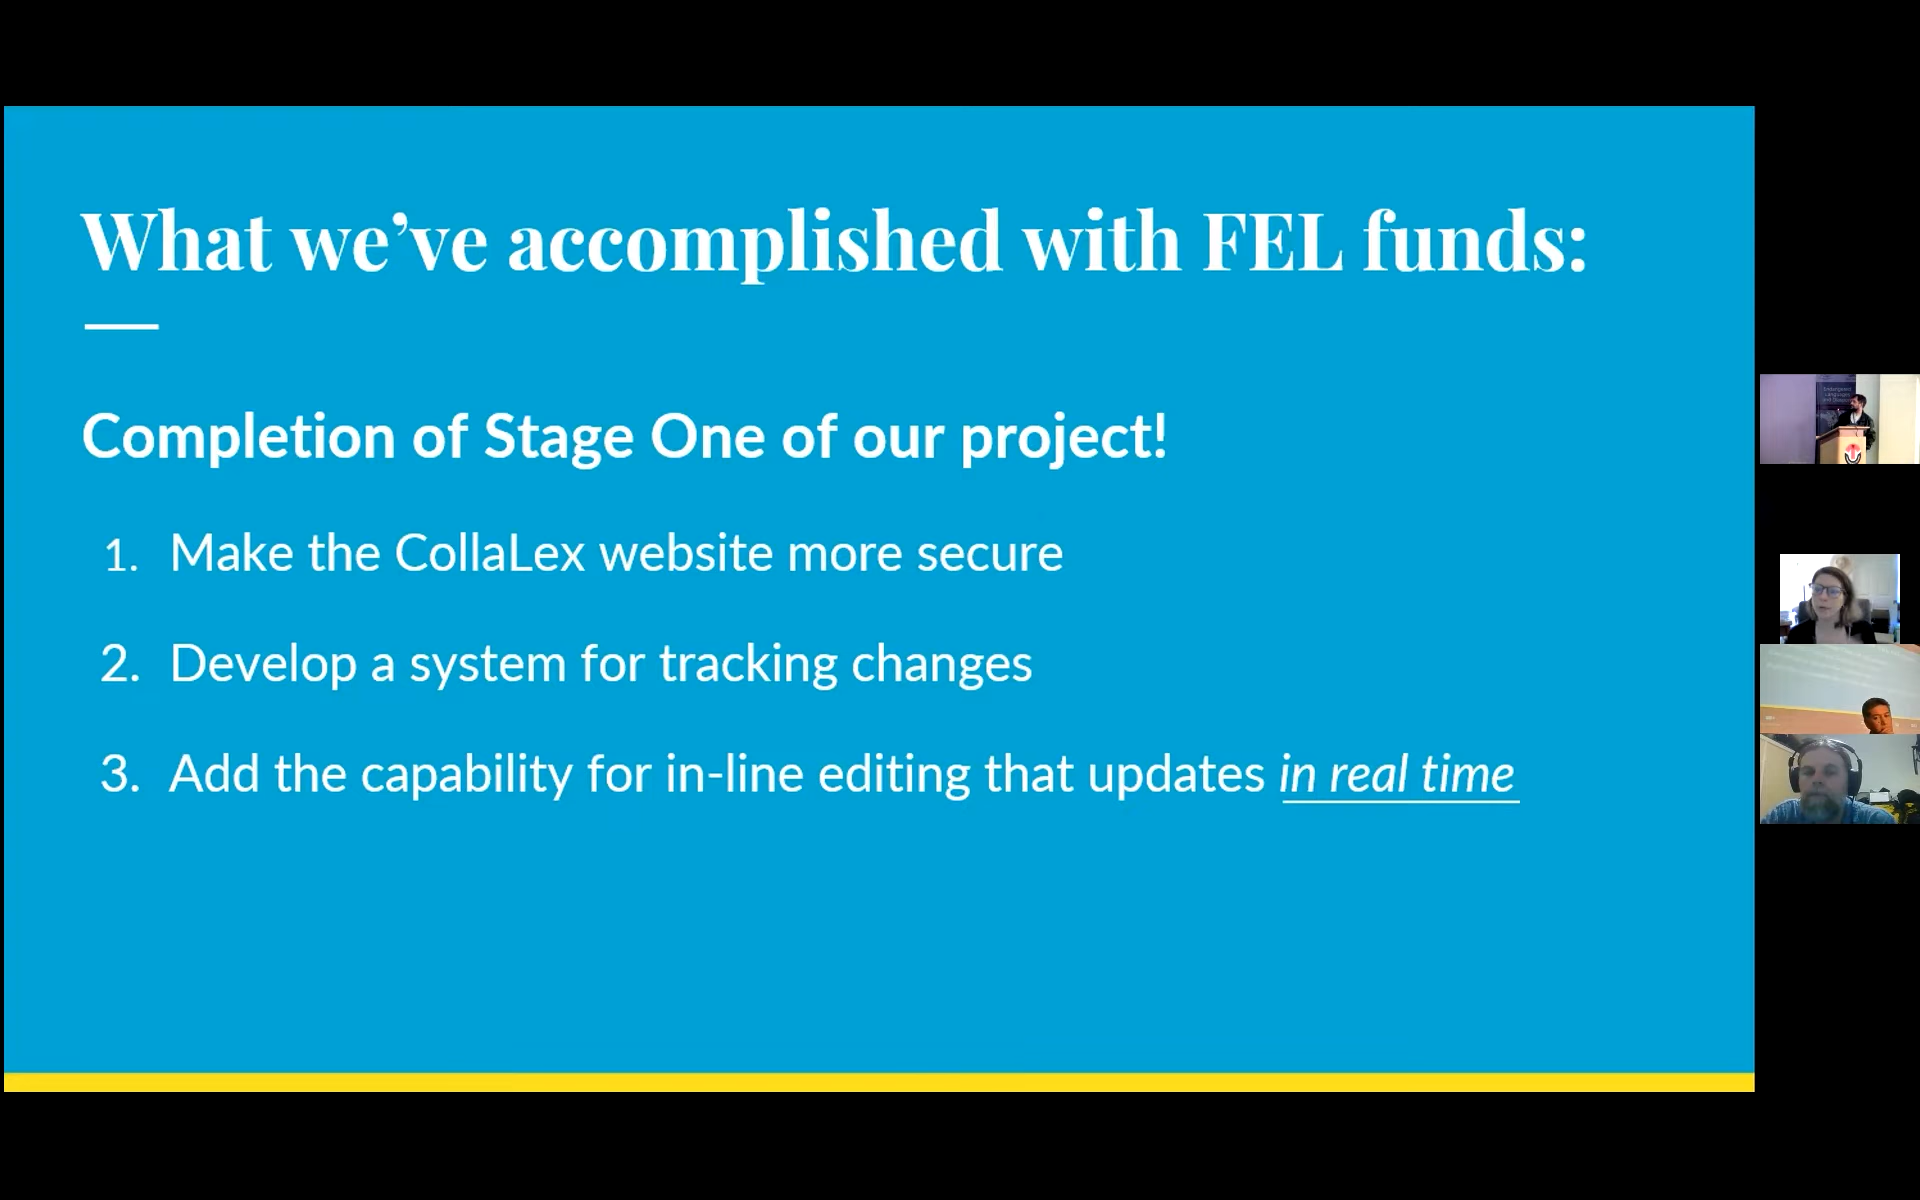 What we’ve accomplished with FEL funds:
Completion of Stage One of our project!
1. Make the CollaLex website more secure
2. Develop a system for tracking changes
3. Add the capability for in-line editing that updates in real time
Endangered
Languages